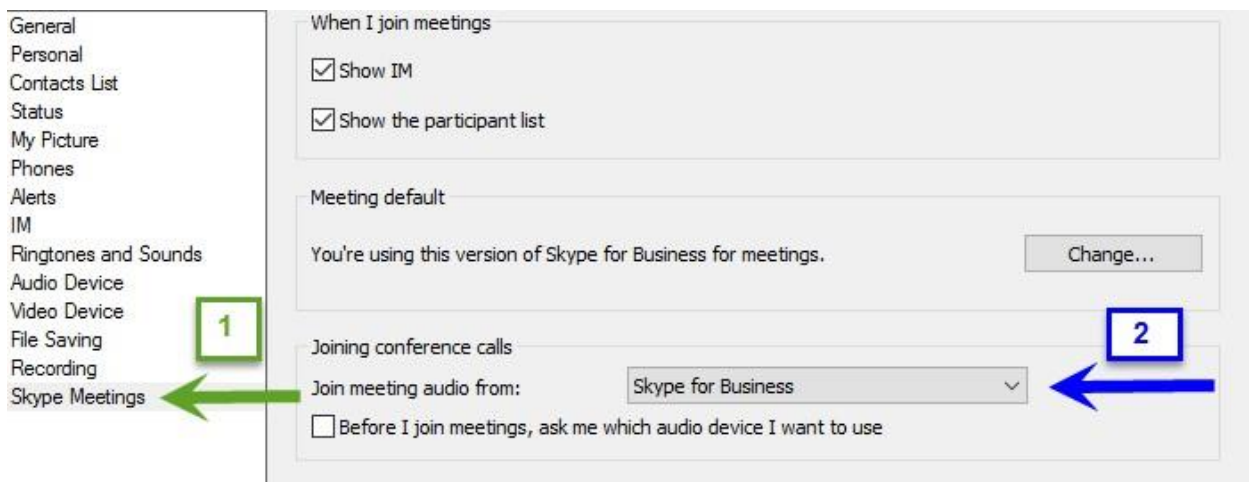 General
Personal
Contacts List
Status
My Picture
Phones
Alerts
IM
Ringtones and Sounds
Audio Device
Video Device
File Saving
Recording
Skype Meetings
1
When I join meetings
Show IM
Show the participant list
Meeting default
You're using this version of Skype for Business for meetings.
Change...
Joining conference calls
2
Join meeting audio from:
Skype for Business
Before I join meetings, ask me which audio device I want to use